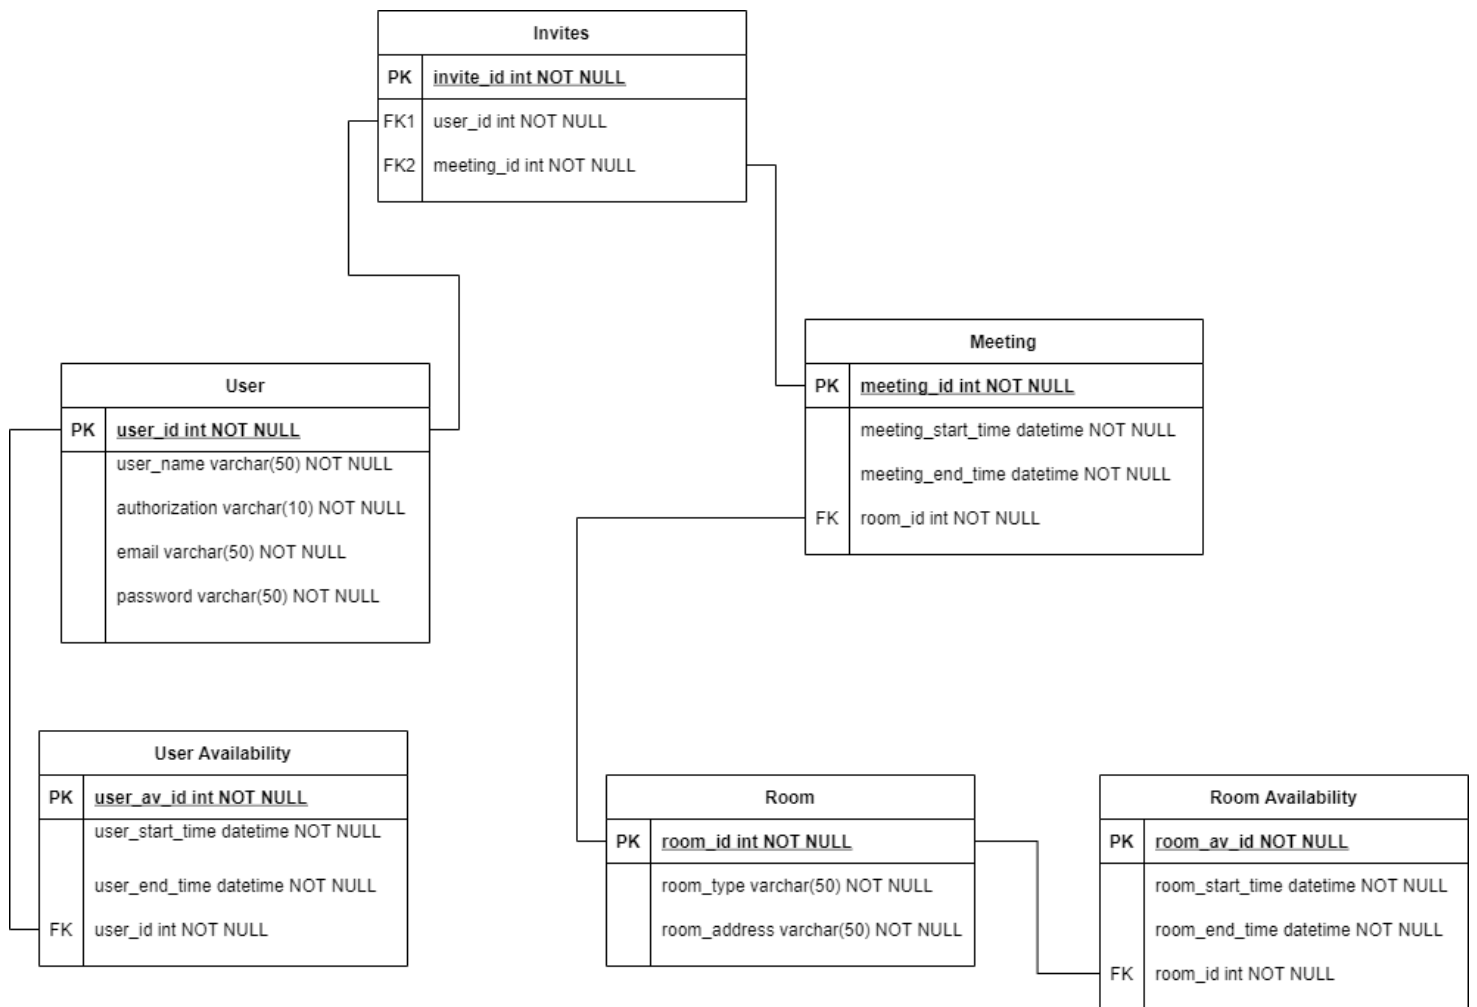 Invites
PK invite_id int NOT NULL
FK1 user_id int NOT NULL
FK2 meeting_id int NOT NULL
Meeting
PK meeting_id int NOT NULL
meeting_start_time datetime NOT NULL
meeting_end_time datetime NOT NULL
FK room_id int NOT NULL
User
PK user_id int NOT NULL
user_name varchar(50) NOT NULL
authorization varchar(10) NOT NULL
email varchar(50) NOT NULL
password varchar(50) NOT NULL
User Availability
PK user_av_id int NOT NULL
user_start_time datetime NOT NULL
user_end_time datetime NOT NULL
FK user_id int NOT NULL
Room
PK room_id int NOT NULL
room_type varchar(50) NOT NULL
room_address varchar(50) NOT NULL
Room Availability
PK room_av_id NOT NULL
room_start_time datetime NOT NULL
room_end_time datetime NOT NULL
FK room_id int NOT NULL